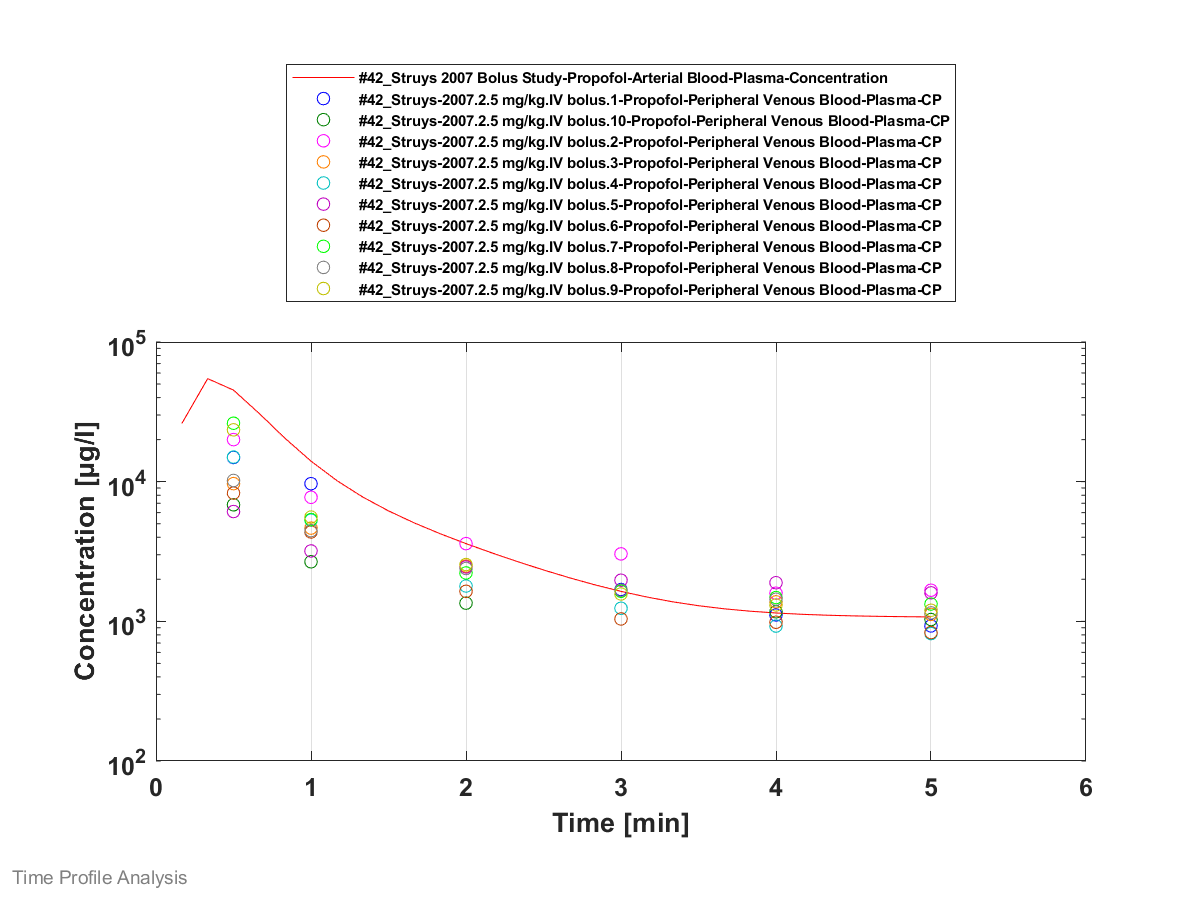 #42_Struys 2007 Bolus Study-Propofol-Arterial Blood-Plasma-Concentration
#42_Struys-2007.2.5 mg/kg.IV bolus.1-Propofol-Peripheral Venous Blood-Plasma-CP
#42_Struys-2007.2.5 mg/kg.IV bolus.10-Propofol-Peripheral Venous Blood-Plasma-CP
#42_Struys-2007.2.5 mg/kg.IV bolus.2-Propofol-Peripheral Venous Blood-Plasma-CP
#42_Struys-2007.2.5 mg/kg.IV bolus.3-Propofol-Peripheral Venous Blood-Plasma-CP
#42_Struys-2007.2.5 mg/kg.IV bolus.4-Propofol-Peripheral Venous Blood-Plasma-CP
#42_Struys-2007.2.5 mg/kg.IV bolus.5-Propofol-Peripheral Venous Blood-Plasma-CP
#42_Struys-2007.2.5 mg/kg.IV bolus.6-Propofol-Peripheral Venous Blood-Plasma-CP
#42_Struys-2007.2.5 mg/kg.IV bolus.7-Propofol-Peripheral Venous Blood-Plasma-CP
#42_Struys-2007.2.5 mg/kg.IV bolus.8-Propofol-Peripheral Venous Blood-Plasma-CP
#42_Struys-2007.2.5 mg/kg.IV bolus.9-Propofol-Peripheral Venous Blood-Plasma-CP
10^5
10^4
10^3
10^2
Concentration [µg/l]
0 1 2 3 4 5 6
Time [min]
Time Profile Analysis